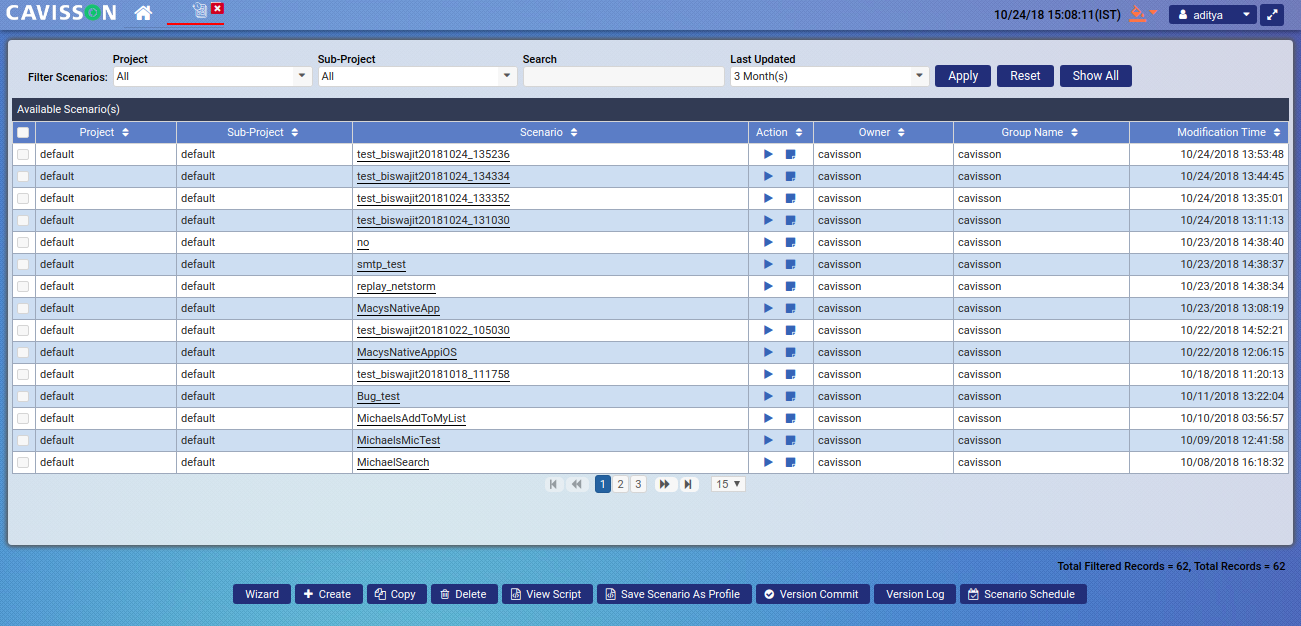 CAVISSON
10/24/18 15:08:11(IST) aditya
Project Sub-Project Search Last Updated
Filter Scenarios: All All 3 Month(s) Apply Reset Show All
Available Scenario(s)
Project Sub-Project Scenario Action Owner Group Name Modification Time
default default test_biswajit20181024_135236 cavisson cavisson 10/24/2018 13:53:48
default default test_biswajit20181024_134334 cavisson cavisson 10/24/2018 13:44:45
default default test_biswajit20181024_133352 cavisson cavisson 10/24/2018 13:35:01
default default test_biswajit20181024_131030 cavisson cavisson 10/24/2018 13:11:13
default default no cavisson cavisson 10/23/2018 14:38:40
default default smtp_test cavisson cavisson 10/23/2018 14:38:37
default default replay_netstorm cavisson cavisson 10/23/2018 14:38:34
default default MacysNativeApp cavisson cavisson 10/23/2018 13:08:19
default default test_biswajit20181022_105030 cavisson cavisson 10/22/2018 14:52:21
default default MacysNativeAppiOS cavisson cavisson 10/22/2018 12:06:15
default default test_biswajit20181018_111758 cavisson cavisson 10/18/2018 11:20:13
default default Bug_test cavisson cavisson 10/11/2018 13:22:04
default default MichaelsAddToMyList cavisson cavisson 10/10/2018 03:56:57
default default MichaelsMicTest cavisson cavisson 10/09/2018 12:41:58
default default MichaelSearch cavisson cavisson 10/08/2018 16:18:32
1 2 3 15
Total Filtered Records = 62, Total Records = 62
Wizard Create Copy Delete View Script Save Scenario As Profile Version Commit Version Log Scenario Schedule